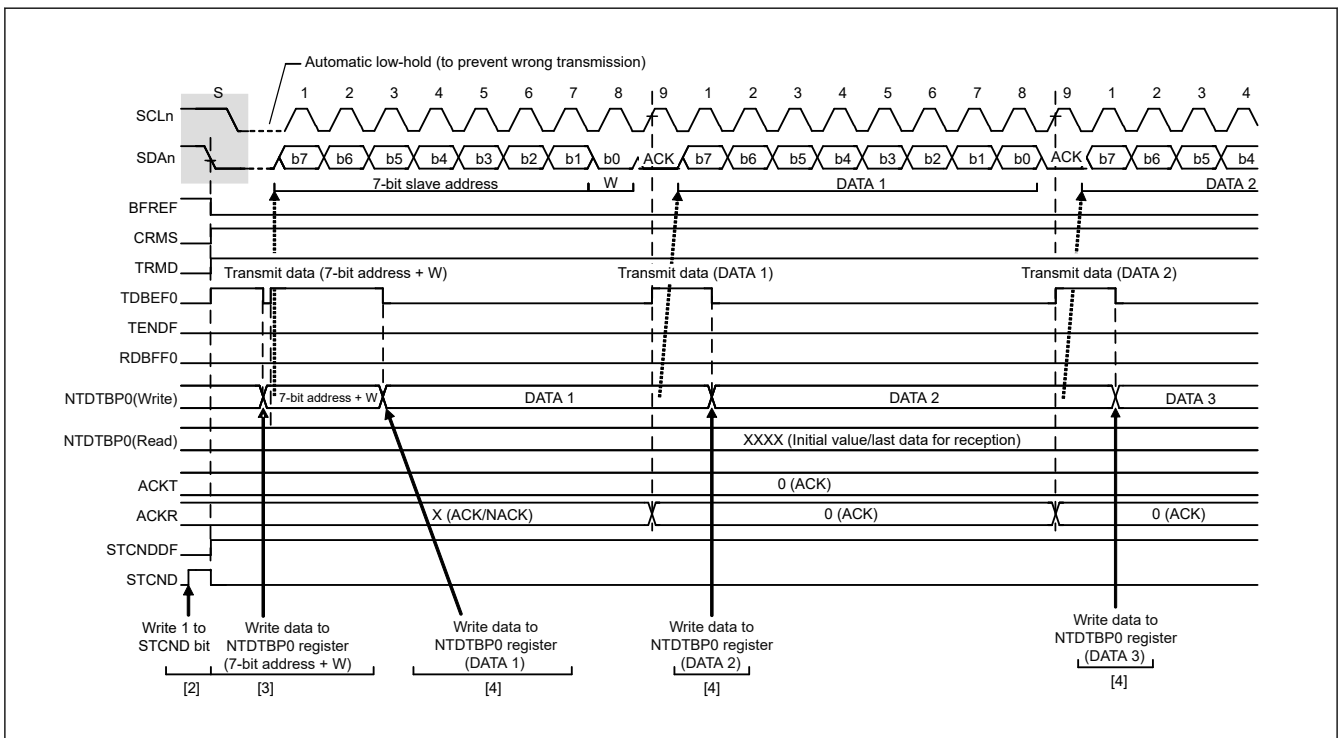 Automatic low-hold (to prevent wrong transmission)
S 1 2 3 4 5 6 7 8 9 1 2 3 4 5 6 7 8 9 1 2 3 4
SCLn
SDAn b7 b6 b5 b4 b3 b2 b1 b0 ACK b7 b6 b5 b4 b3 b2 b1 b0 ACK b7 b6 b5 b4
7-bit slave address W DATA 1 DATA 2
BFREF
CRMS
TRMD
Transmit data (7-bit address + W) Transmit data (DATA 1) Transmit data (DATA 2)
TDBEF0
TENDF
RDBFF0
NTDTBP0(Write) 7-bit address + W DATA 1 DATA 2 DATA 3
NTDTBP0(Read) XXXX (Initial value/last data for reception)
ACKT 0 (ACK)
ACKR X (ACK/NACK) 0 (ACK) 0 (ACK)
STCNDDF
STCND
Write 1 to
STCND bit
[2]
Write data to
NTDTBP0 register
(7-bit address + W)
[3]
Write data to
NTDTBP0 register
(DATA 1)
[4]
Write data to
NTDTBP0 register
(DATA 2)
[4]
Write data to
NTDTBP0 register
(DATA 3)
[4]